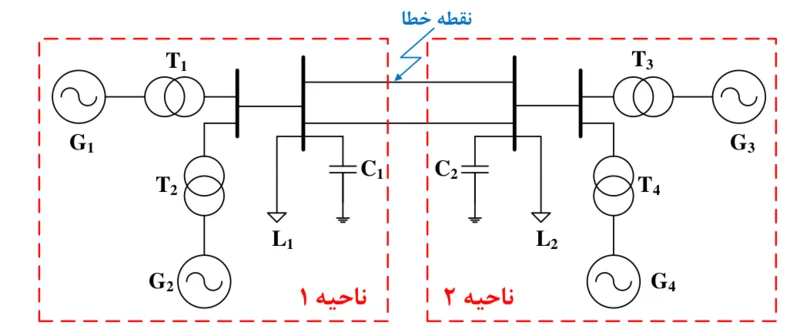 نقطه خطا
T1
T3
G1
G3
T2
C1
C2
T4
L1
L2
G2
ناحیه ۱
ناحیه ۲
G4